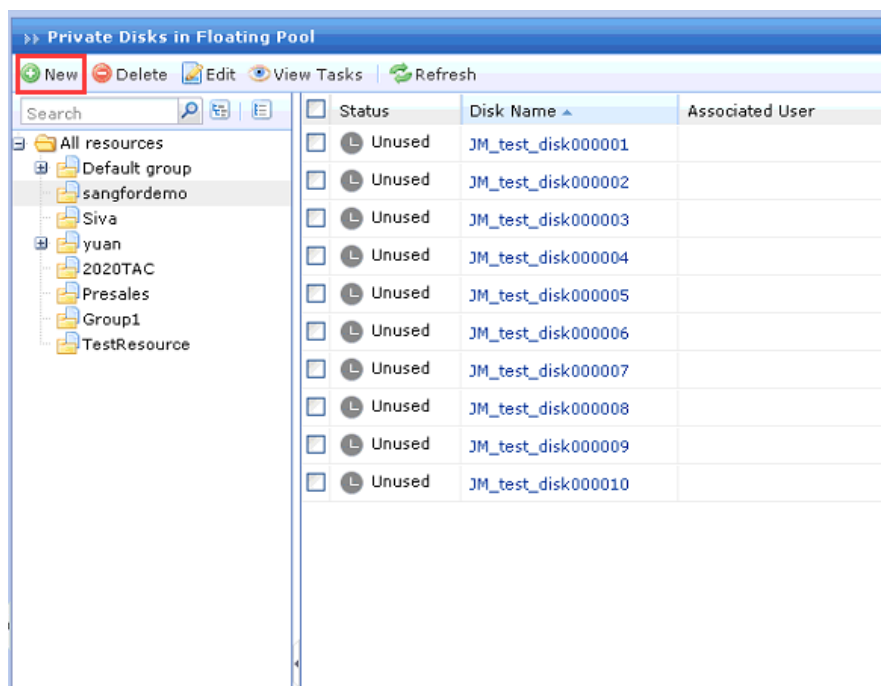 Private Disks in Floating Pool
New Delete Edit View Tasks Refresh
Search
All resources
Default group
sangfordemo
Siva
yuan
2020TAC
Presales
Group1
TestResource
Status Disk Name Associated User
Unused JM_test_disk000001
Unused JM_test_disk000002
Unused JM_test_disk000003
Unused JM_test_disk000004
Unused JM_test_disk000005
Unused JM_test_disk000006
Unused JM_test_disk000007
Unused JM_test_disk000008
Unused JM_test_disk000009
Unused JM_test_disk000010